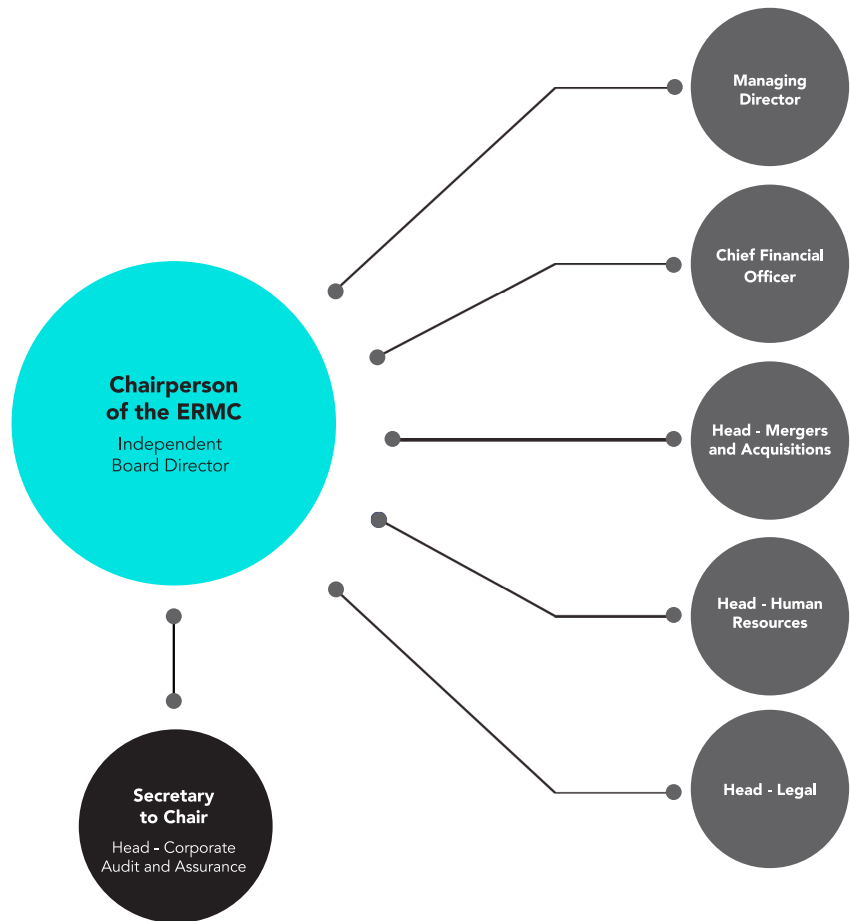 Managing
Director
Chief Financial
Officer
Chairperson
of the ERMC
Independent
Board Director
Head - Mergers
and Acquisitions
Head - Human
Resources
Head - Legal
Secretary
to Chair
Head - Corporate
Audit and Assurance